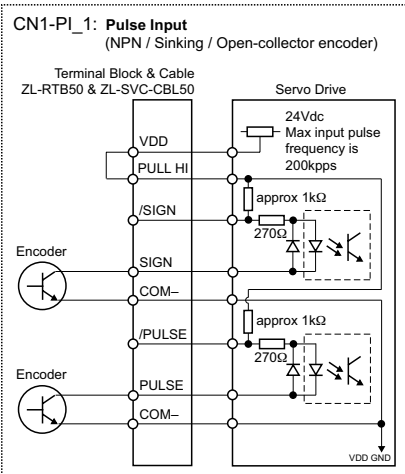 CN1-PI_1: Pulse Input
(NPN / Sinking / Open-collector encoder)
Terminal Block & Cable
ZL-RTB50 & ZL-SVC-CBL50
Servo Drive
24Vdc
Max input pulse
frequency is
200kpps
VDD
PULL HI
approx 1kΩ
/SIGN
270Ω
Encoder
SIGN
COM–
approx 1kΩ
/PULSE
270Ω
Encoder
PULSE
COM–
VDD GND